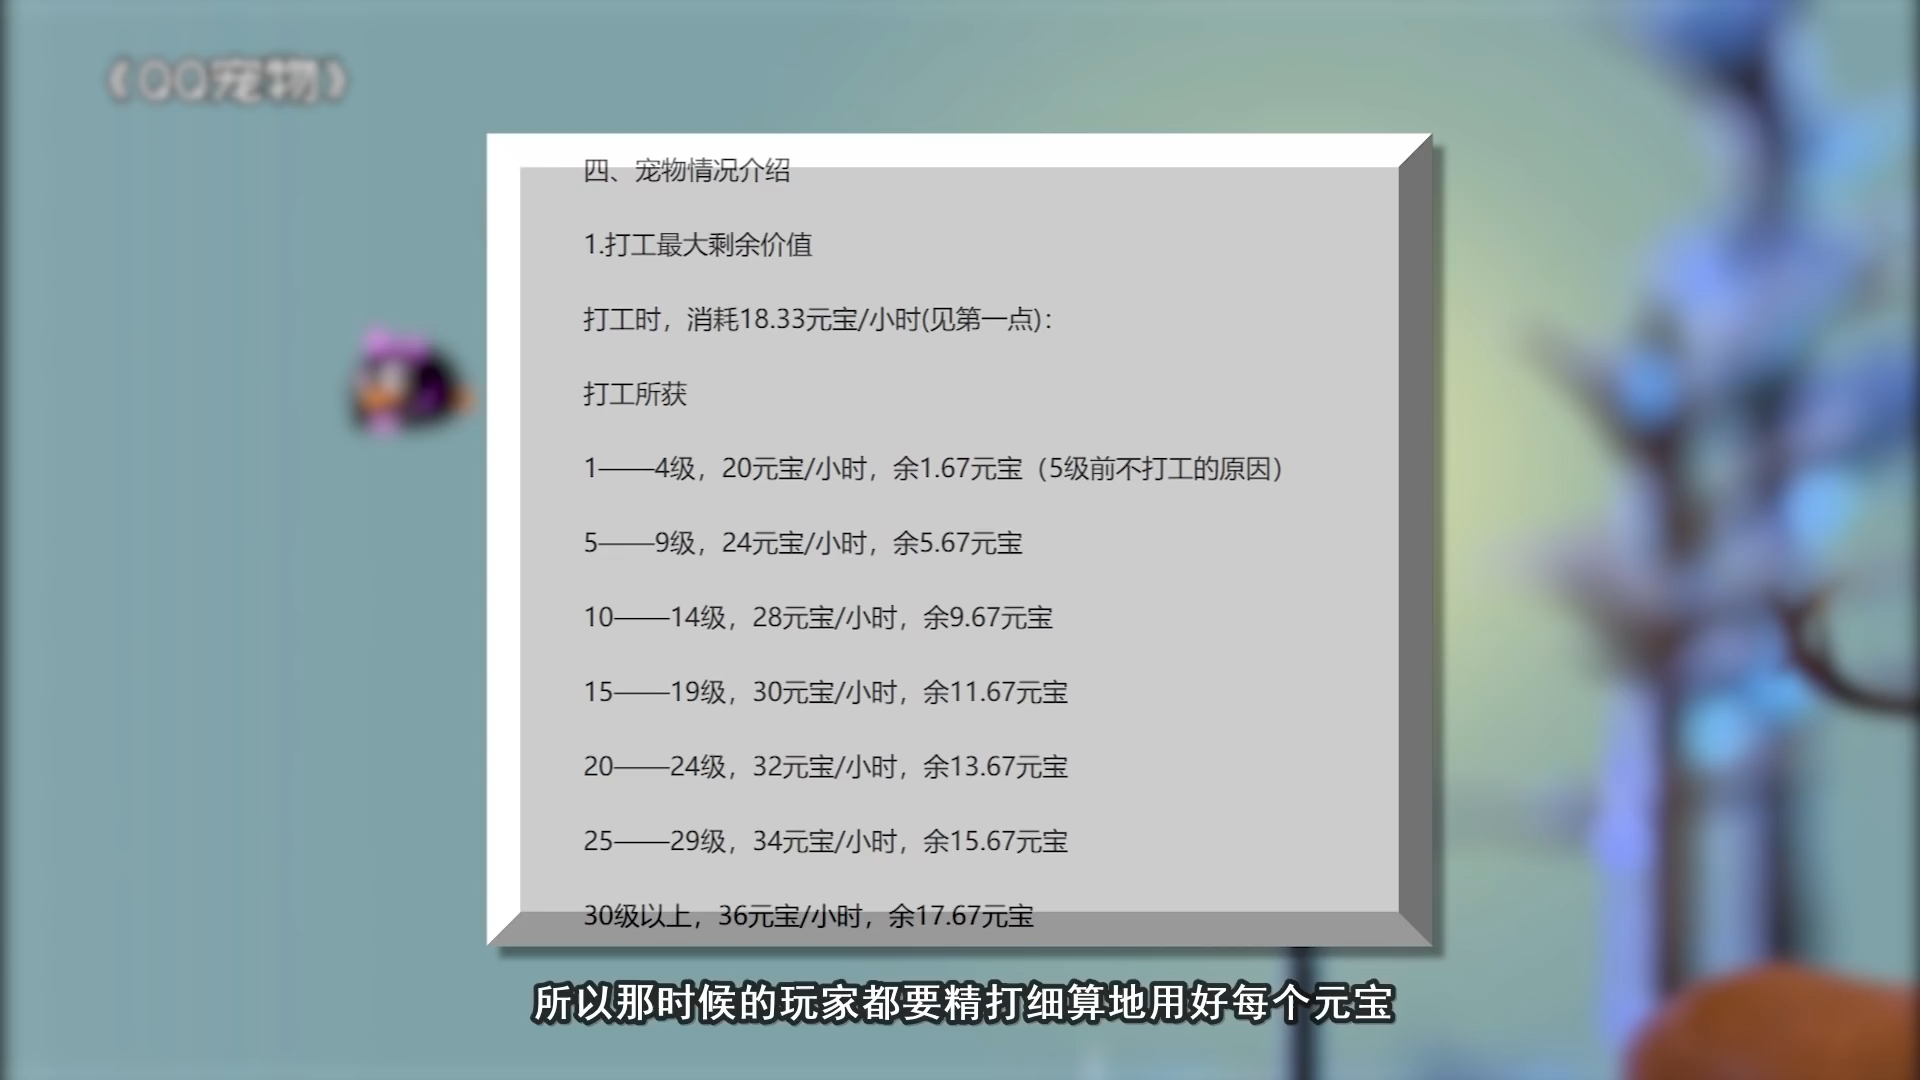 《QQ宠物》
四、宠物情况介绍
1.打工最大剩余价值
打工时，消耗18.33元宝/小时(见第一点)：
打工所获
1——4级，20元宝/小时，余1.67元宝（5级前不打工的原因）
5——9级，24元宝/小时，余5.67元宝
10——14级，28元宝/小时，余9.67元宝
15——19级，30元宝/小时，余11.67元宝
20——24级，32元宝/小时，余13.67元宝
25——29级，34元宝/小时，余15.67元宝
30级以上，36元宝/小时，余17.67元宝
所以那时候的玩家都要精打细算地用好每个元宝